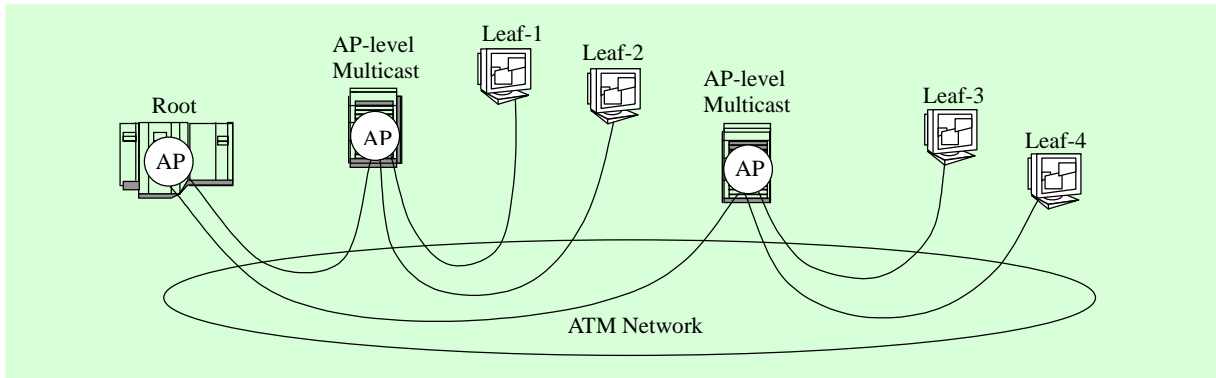 Root
AP
AP-level
Multicast
AP
Leaf-1
Leaf-2
AP-level
Multicast
AP
Leaf-3
Leaf-4
ATM Network